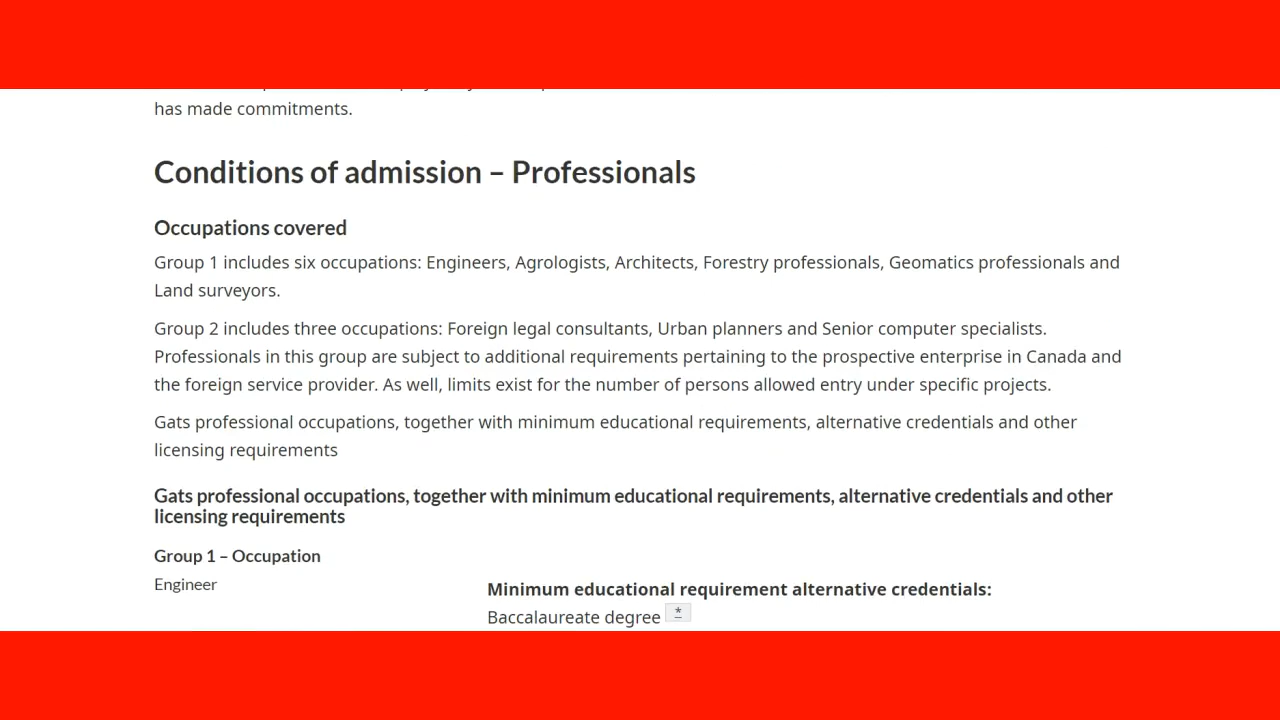 has made commitments.
Conditions of admission – Professionals
Occupations covered
Group 1 includes six occupations: Engineers, Agrologists, Architects, Forestry professionals, Geomatics professionals and
Land surveyors.
Group 2 includes three occupations: Foreign legal consultants, Urban planners and Senior computer specialists.
Professionals in this group are subject to additional requirements pertaining to the prospective enterprise in Canada and
the foreign service provider. As well, limits exist for the number of persons allowed entry under specific projects.
Gats professional occupations, together with minimum educational requirements, alternative credentials and other
licensing requirements
Gats professional occupations, together with minimum educational requirements, alternative credentials and other
licensing requirements
Group 1 – Occupation
Engineer
Minimum educational requirement alternative credentials:
Baccalaureate degree *